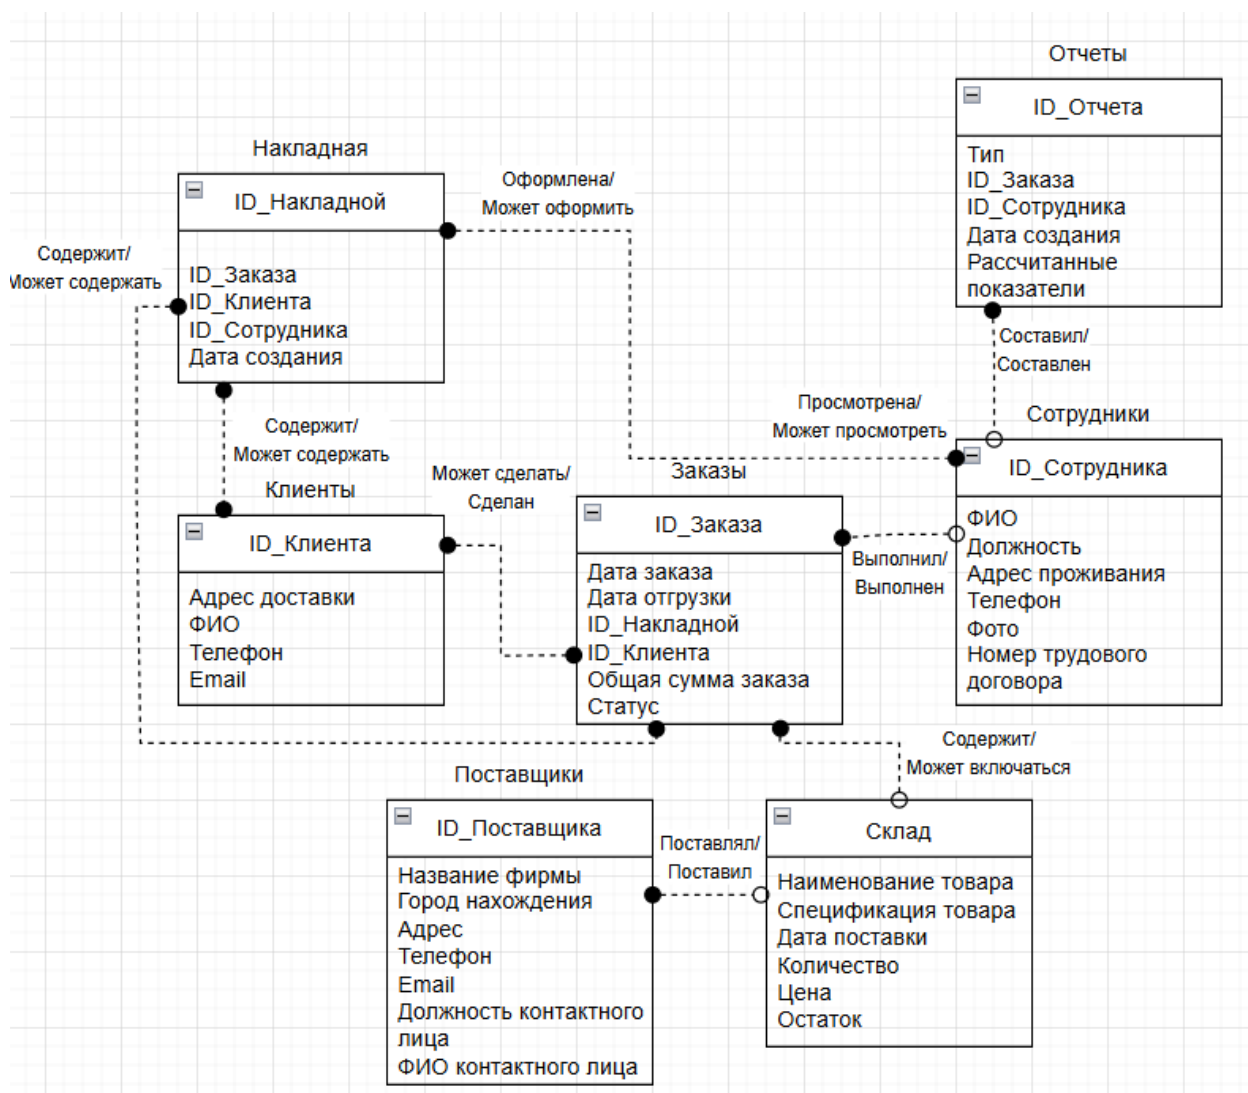 Отчеты
ID_Отчета
Тип
ID_Заказа
ID_Сотрудника
Дата создания
Рассчитанные
показатели
Накладная
ID_Накладной
ID_Заказа
ID_Клиента
ID_Сотрудника
Дата создания
Оформлена/
Может оформить
Содержит/
Может содержать
Составил/
Составлен
Просмотрена/
Может просмотреть
Сотрудники
ID_Сотрудника
ФИО
Должность
Адрес проживания
Телефон
Фото
Номер трудового
договора
Содержит/
Может содержать
Клиенты
ID_Клиента
Адрес доставки
ФИО
Телефон
Email
Может сделать/
Сделан
Заказы
ID_Заказа
Дата заказа
Дата отгрузки
ID_Накладной
ID_Клиента
Общая сумма заказа
Статус
Выполнил/
Выполнен
Содержит/
Может включаться
Поставщики
ID_Поставщика
Название фирмы
Город нахождения
Адрес
Телефон
Email
Должность контактного
лица
ФИО контактного лица
Поставлял/
Поставил
Склад
Наименование товара
Спецификация товара
Дата поставки
Количество
Цена
Остаток